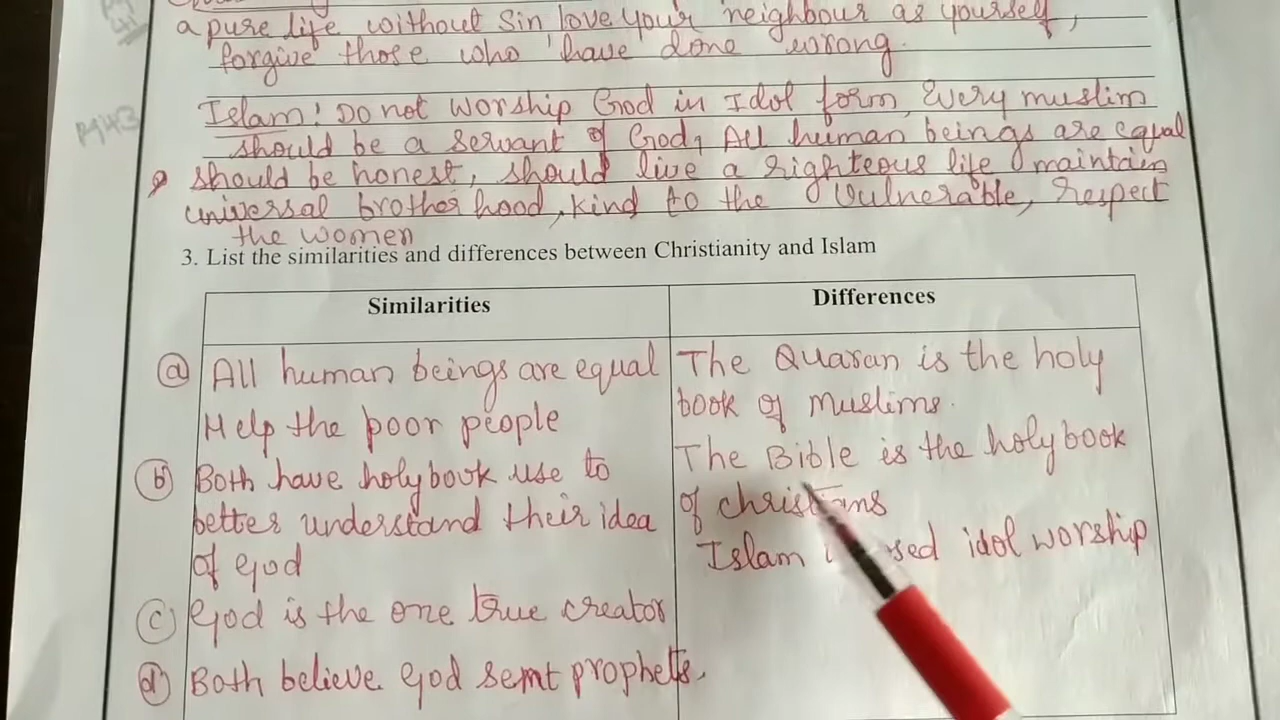 a pure life without sin love your neighbour as yourself,
forgive those who have done wrong.
Islam: Do not worship God in Idol form, Every muslim
should be a servant of God, All human beings are equal
should be honest, should live a righteous life maintain
universal brotherhood, kind to the vulnerable, respect
the women
3. List the similarities and differences between Christianity and Islam
Similarities
Differences
a All human beings are equal
Help the poor people
b Both have holybook use to
better understand their idea
of God
c God is the one true creator
d Both believe God semt prophets.
The Quaran is the holy
book of Muslims.
The Bible is the holy book
of christians
Islam idol worship